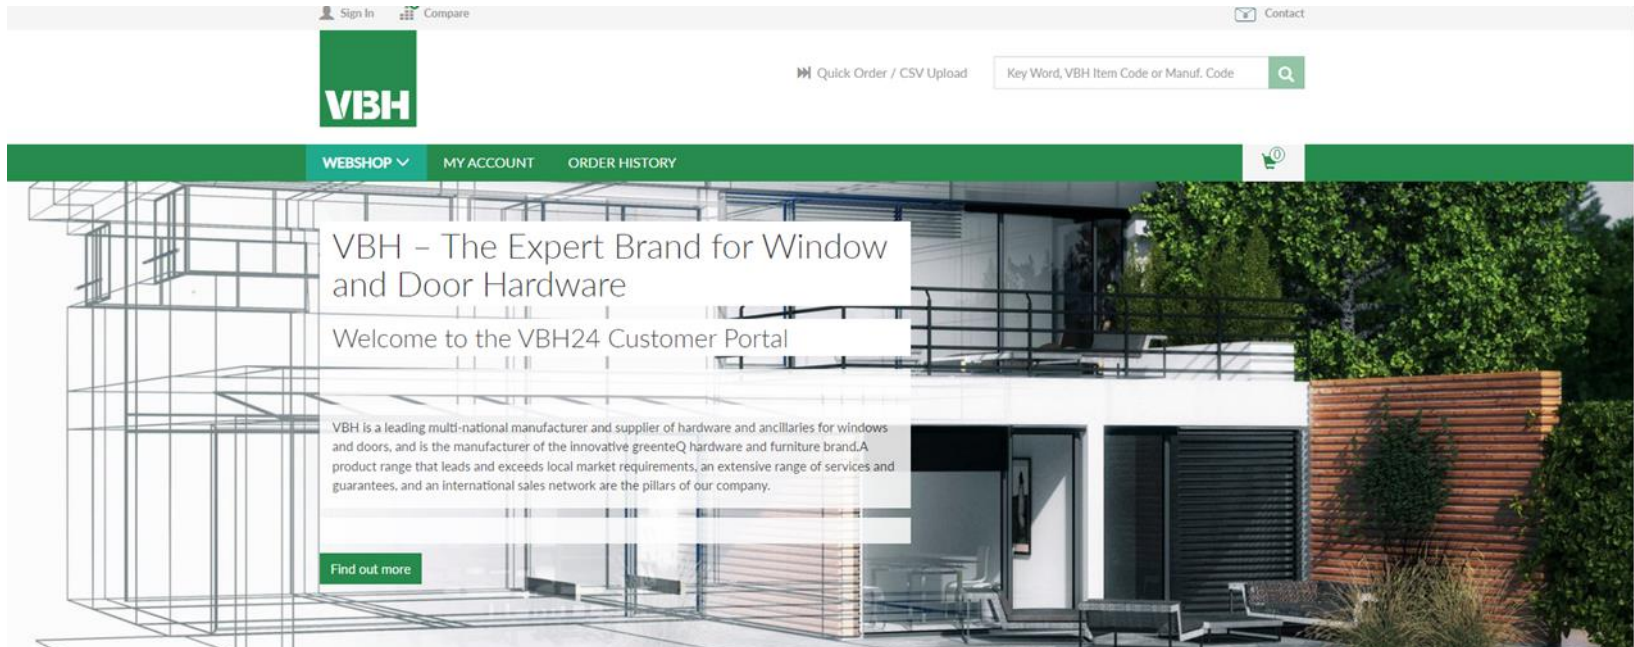 Sign In
Compare
Contact
VBH
Quick Order / CSV Upload
Key Word, VBH Item Code or Manuf. Code
WEBSHOP
MY ACCOUNT
ORDER HISTORY
0
VBH – The Expert Brand for Window
and Door Hardware
Welcome to the VBH24 Customer Portal
VBH is a leading multi-national manufacturer and supplier of hardware and ancillaries for windows
and doors, and is the manufacturer of the innovative greenteQ hardware and furniture brand.A
product range that leads and exceeds local market requirements, an extensive range of services and
guarantees, and an international sales network are the pillars of our company.
Find out more